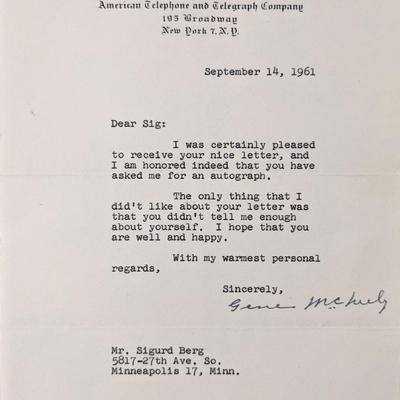 American Telephone and Telegraph Company
195 Broadway
New York 7, N.Y.
September 14, 1961
Dear Sig:
I was certainly pleased
to receive your nice letter, and
I am honored indeed that you have
asked me for an autograph.
The only thing that I
did't like about your letter was
that you didn't tell me enough
about yourself. I hope that you
are well and happy.
With my warmest personal
regards,
Sincerely,
Gene McNeely
Mr. Sigurd Berg
5817-27th Ave. So.
Minneapolis 17, Minn.